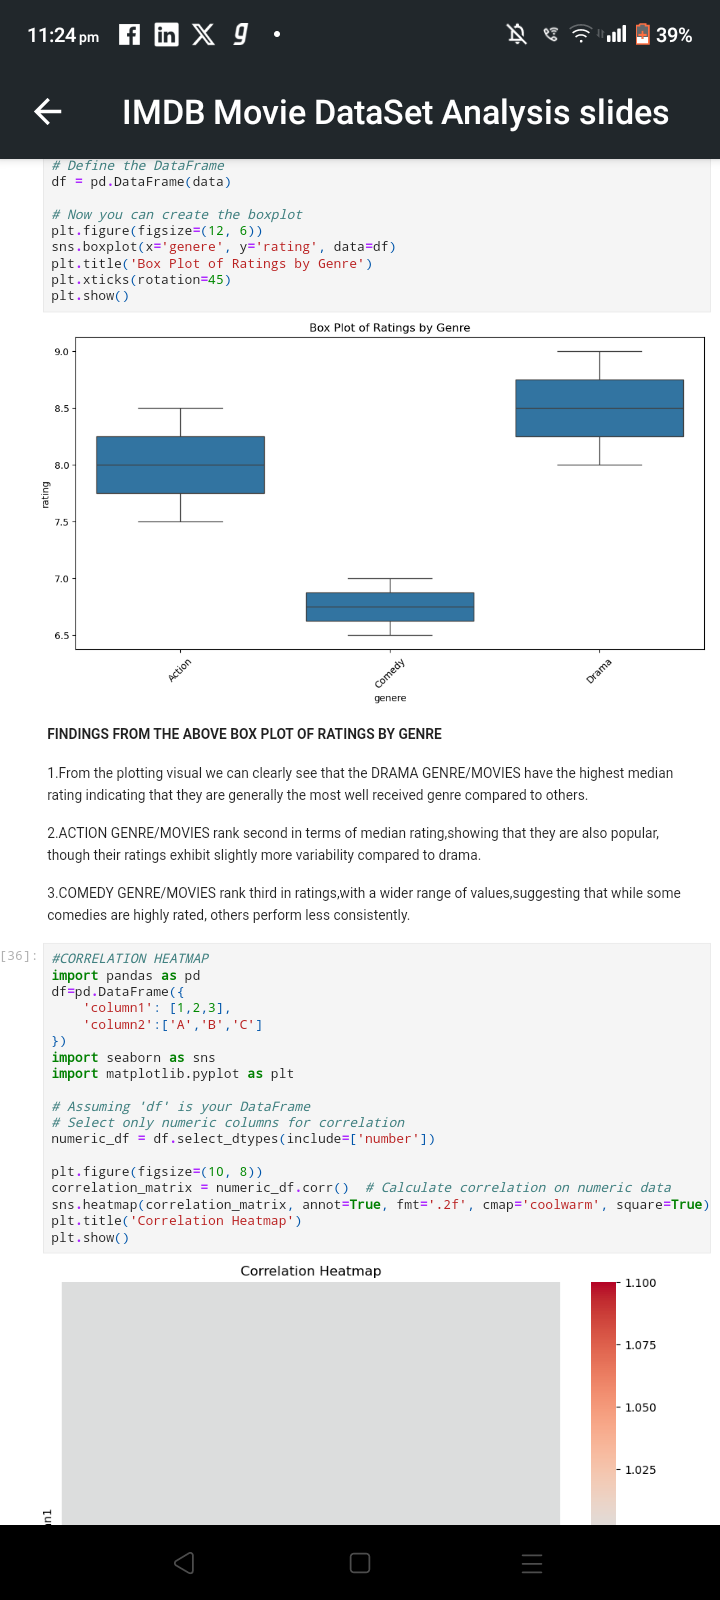 11:24 pm 39%
IMDB Movie DataSet Analysis slides
# Define the DataFrame
df = pd.DataFrame(data)
# Now you can create the boxplot
plt.figure(figsize=(12, 6))
sns.boxplot(x='genere', y='rating', data=df)
plt.title('Box Plot of Ratings by Genre')
plt.xticks(rotation=45)
plt.show()
Box Plot of Ratings by Genre
9.0
8.5
8.0
7.5
7.0
6.5
rating
Action
Comedy
Drama
genere
FINDINGS FROM THE ABOVE BOX PLOT OF RATINGS BY GENRE
1.From the plotting visual we can clearly see that the DRAMA GENRE/MOVIES have the highest median
rating indicating that they are generally the most well received genre compared to others.
2.ACTION GENRE/MOVIES rank second in terms of median rating,showing that they are also popular,
though their ratings exhibit slightly more variability compared to drama.
3.COMEDY GENRE/MOVIES rank third in ratings,with a wider range of values,suggesting that while some
comedies are highly rated, others perform less consistently.
[36]:
#CORRELATION HEATMAP
import pandas as pd
df=pd.DataFrame({
    'column1': [1,2,3],
    'column2':['A','B','C']
})
import seaborn as sns
import matplotlib.pyplot as plt
# Assuming 'df' is your DataFrame
# Select only numeric columns for correlation
numeric_df = df.select_dtypes(include=['number'])
plt.figure(figsize=(10, 8))
correlation_matrix = numeric_df.corr()  # Calculate correlation on numeric data
sns.heatmap(correlation_matrix, annot=True, fmt='.2f', cmap='coolwarm', square=True)
plt.title('Correlation Heatmap')
plt.show()
Correlation Heatmap
1.100
1.075
1.050
1.025
n1